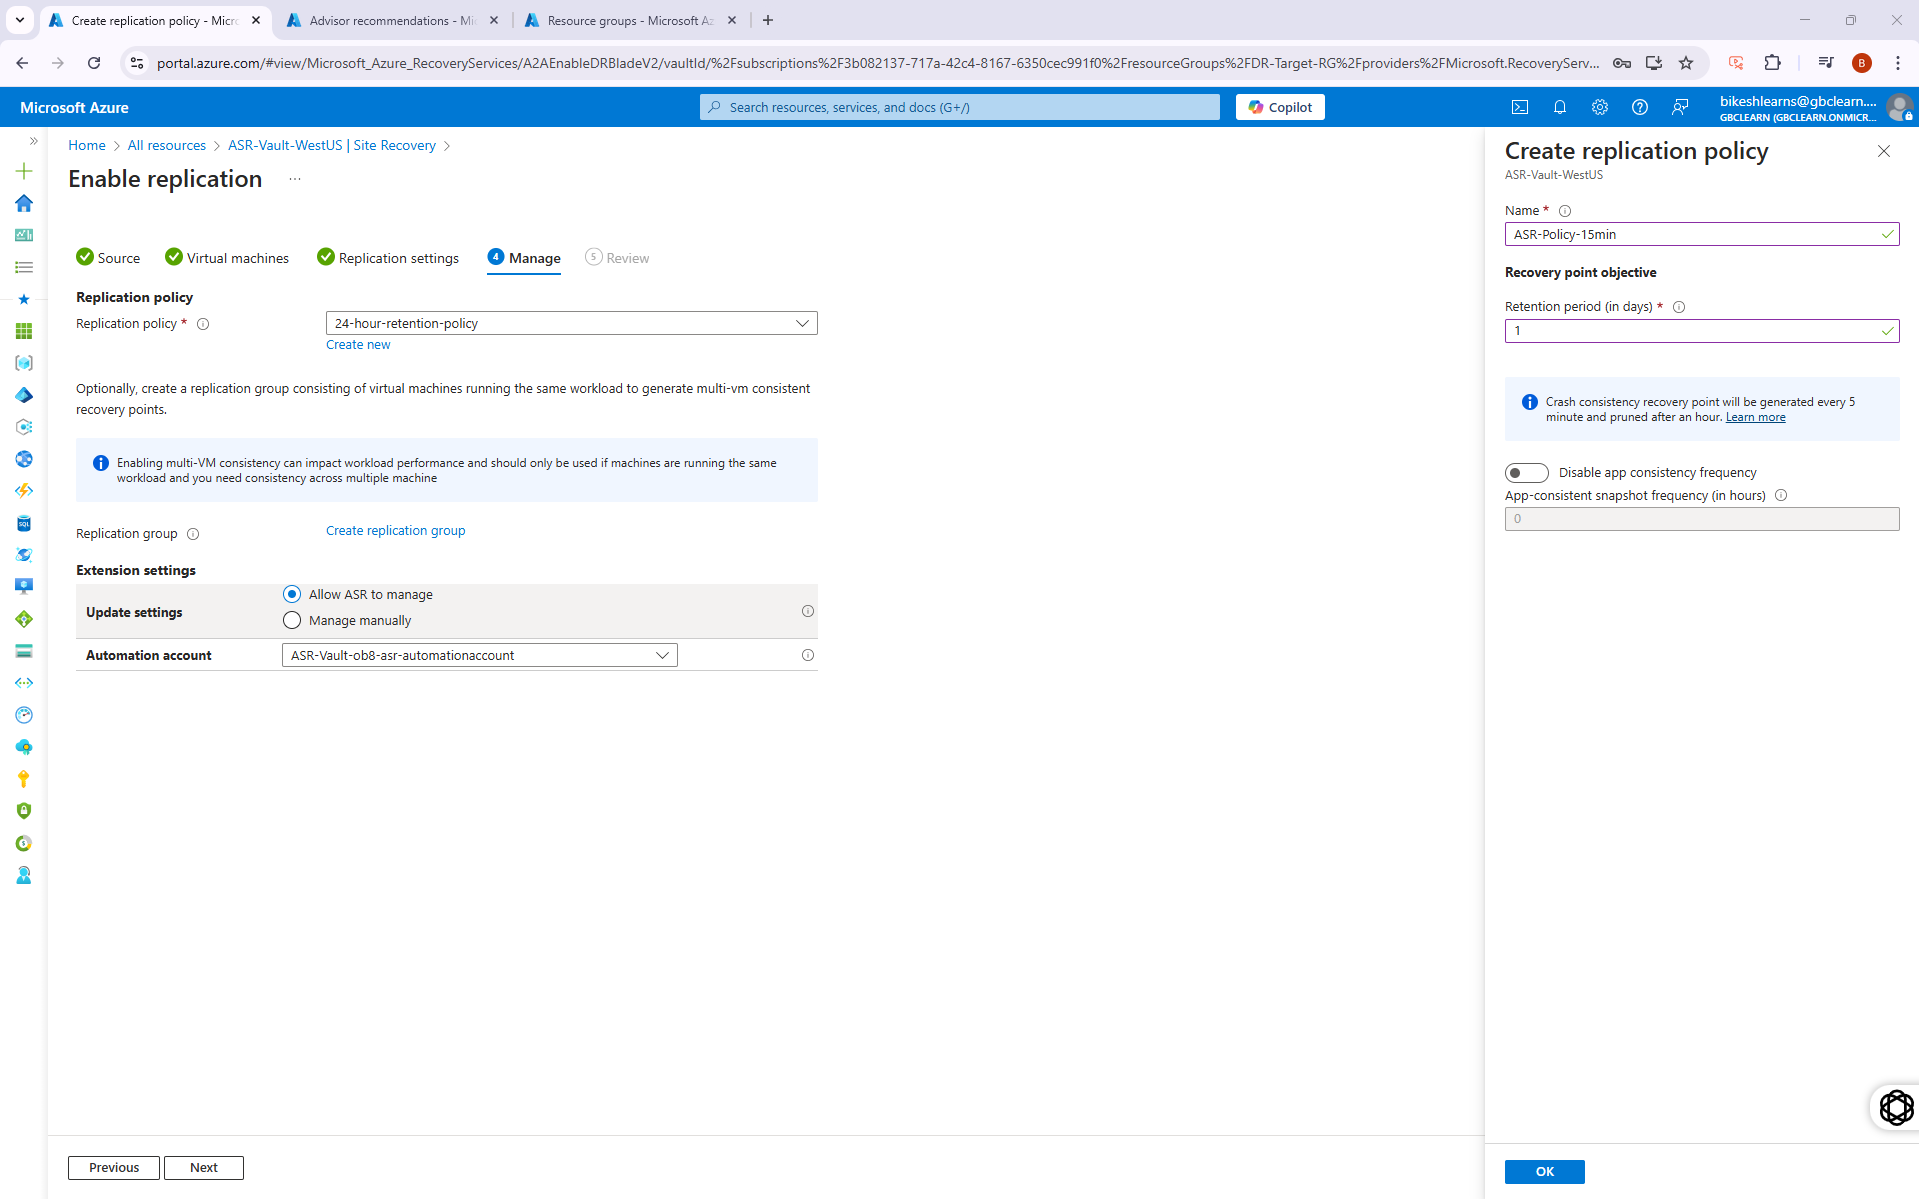 Create replication policy - Micr
Advisor recommendations - Mi
Resource groups - Microsoft Az
portal.azure.com/#view/Microsoft_Azure_RecoveryServices/A2AEnableDRBladeV2/vaultId/%2Fsubscriptions%2F3b082137-717a-42c4-8167-6350cec991f0%2FresourceGroups%2FDR-Target-RG%2Fproviders%2FMicrosoft.RecoveryServ...
B
Microsoft Azure
Search resources, services, and docs (G+/)
Copilot
bikeshlearns@gbclearn....
GBCLEARN (GBCLEARN.ONMICR...
Home > All resources > ASR-Vault-WestUS | Site Recovery >
Enable replication ...
Source
Virtual machines
Replication settings
4 Manage
5 Review
Replication policy
Replication policy *
24-hour-retention-policy
Create new
Optionally, create a replication group consisting of virtual machines running the same workload to generate multi-vm consistent
recovery points.
Enabling multi-VM consistency can impact workload performance and should only be used if machines are running the same
workload and you need consistency across multiple machine
Replication group
Create replication group
Extension settings
Update settings
Allow ASR to manage
Manage manually
Automation account
ASR-Vault-ob8-asr-automationaccount
SQL
Previous
Next
Create replication policy
ASR-Vault-WestUS
Name *
ASR-Policy-15min
Recovery point objective
Retention period (in days) *
1
Crash consistency recovery point will be generated every 5
minute and pruned after an hour. Learn more
Disable app consistency frequency
App-consistent snapshot frequency (in hours)
0
OK